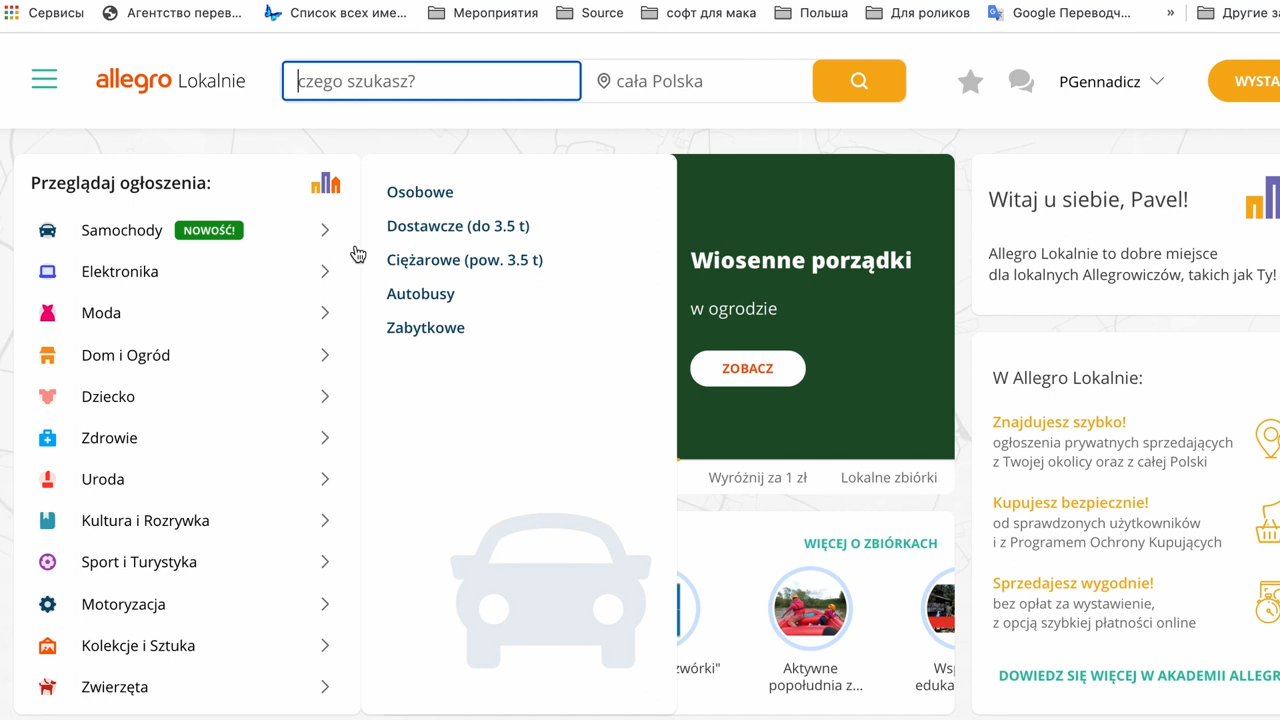 Сервисы Агентство перев... Список всех име... Мероприятия Source софт для мака Польша Для роликов Google Переводч... » Другие за
allegro Lokalnie czego szukasz? cała Polska PGennadicz WYSTA
Przeglądaj ogłoszenia:
Samochody NOWOŚĆ!
Elektronika
Moda
Dom i Ogród
Dziecko
Zdrowie
Uroda
Kultura i Rozrywka
Sport i Turystyka
Motoryzacja
Kolekcje i Sztuka
Zwierzęta
Osobowe
Dostawcze (do 3.5 t)
Ciężarowe (pow. 3.5 t)
Autobusy
Zabytkowe
Wiosenne porządki
w ogrodzie
ZOBACZ
Wyróżnij za 1 zł Lokalne zbiórki
WIĘCEJ O ZBIÓRKACH
zwórki" Aktywne Wsp
popołudnia z... eduka
Witaj u siebie, Pavel!
Allegro Lokalnie to dobre miejsce
dla lokalnych Allegrowiczów, takich jak Ty!
W Allegro Lokalnie:
Znajdujesz szybko!
ogłoszenia prywatnych sprzedających
z Twojej okolicy oraz z całej Polski
Kupujesz bezpiecznie!
od sprawdzonych użytkowników
i z Programem Ochrony Kupujących
Sprzedajesz wygodnie!
bez opłat za wystawienie,
z opcją szybkiej płatności online
DOWIEDZ SIĘ WIĘCEJ W AKADEMII ALLEGR